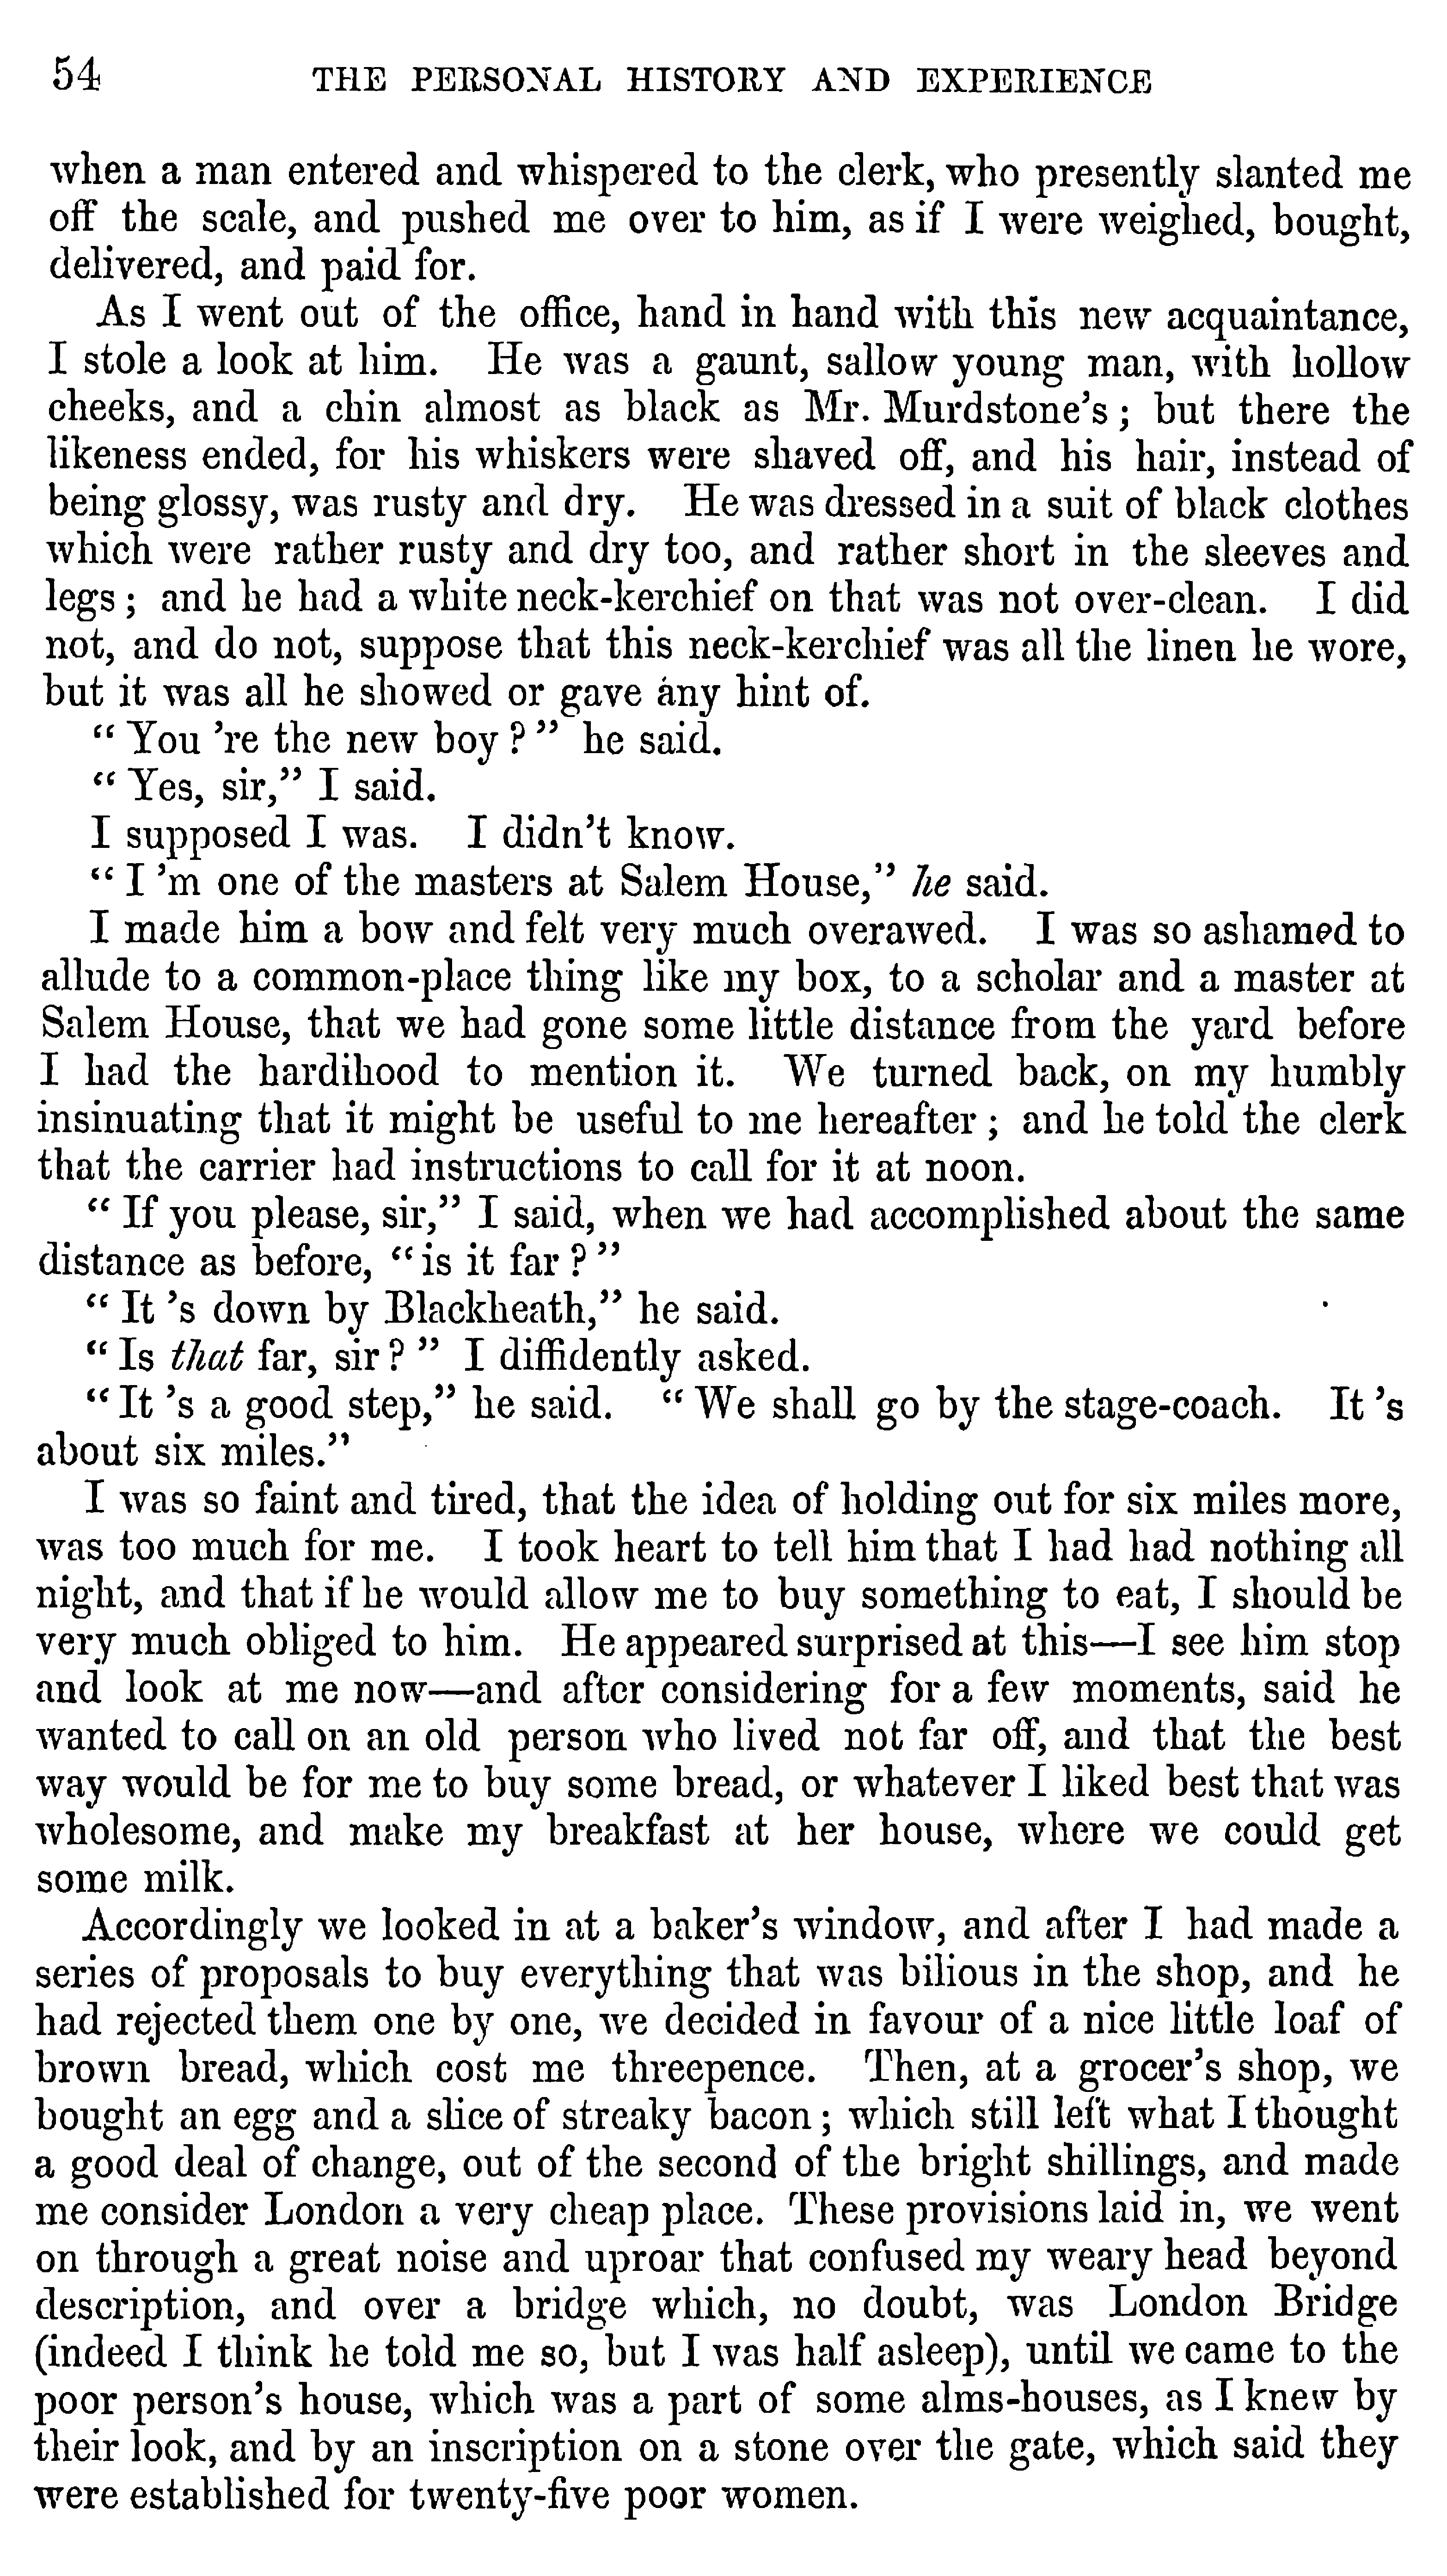 54 THE PERSONAL HISTORY AND EXPERIENCE
when a man entered and whispered to the clerk, who presently slanted me
off the scale, and pushed me over to him, as if I were weighed, bought,
delivered, and paid for.
As I went out of the office, hand in hand with this new acquaintance,
I stole a look at him. He was a gaunt, sallow young man, with hollow
cheeks, and a chin almost as black as Mr. Murdstone's; but there the
likeness ended, for his whiskers were shaved off, and his hair, instead of
being glossy, was rusty and dry. He was dressed in a suit of black clothes
which were rather rusty and dry too, and rather short in the sleeves and
legs; and he had a white neck-kerchief on that was not over-clean. I did
not, and do not, suppose that this neck-kerchief was all the linen he wore,
but it was all he showed or gave any hint of.
"You 're the new boy?" he said.
"Yes, sir," I said.
I supposed I was. I didn't know.
"I 'm one of the masters at Salem House," he said.
I made him a bow and felt very much overawed. I was so ashamed to
allude to a common-place thing like my box, to a scholar and a master at
Salem House, that we had gone some little distance from the yard before
I had the hardihood to mention it. We turned back, on my humbly
insinuating that it might be useful to me hereafter; and he told the clerk
that the carrier had instructions to call for it at noon.
"If you please, sir," I said, when we had accomplished about the same
distance as before, "is it far?"
"It 's down by Blackheath," he said.
"Is that far, sir?" I diffidently asked.
"It 's a good step," he said. "We shall go by the stage-coach. It 's
about six miles."
I was so faint and tired, that the idea of holding out for six miles more,
was too much for me. I took heart to tell him that I had had nothing all
night, and that if he would allow me to buy something to eat, I should be
very much obliged to him. He appeared surprised at this—I see him stop
and look at me now—and after considering for a few moments, said he
wanted to call on an old person who lived not far off, and that the best
way would be for me to buy some bread, or whatever I liked best that was
wholesome, and make my breakfast at her house, where we could get
some milk.
Accordingly we looked in at a baker's window, and after I had made a
series of proposals to buy everything that was bilious in the shop, and he
had rejected them one by one, we decided in favour of a nice little loaf of
brown bread, which cost me threepence. Then, at a grocer's shop, we
bought an egg and a slice of streaky bacon; which still left what I thought
a good deal of change, out of the second of the bright shillings, and made
me consider London a very cheap place. These provisions laid in, we went
on through a great noise and uproar that confused my weary head beyond
description, and over a bridge which, no doubt, was London Bridge
(indeed I think he told me so, but I was half asleep), until we came to the
poor person's house, which was a part of some alms-houses, as I knew by
their look, and by an inscription on a stone over the gate, which said they
were established for twenty-five poor women.